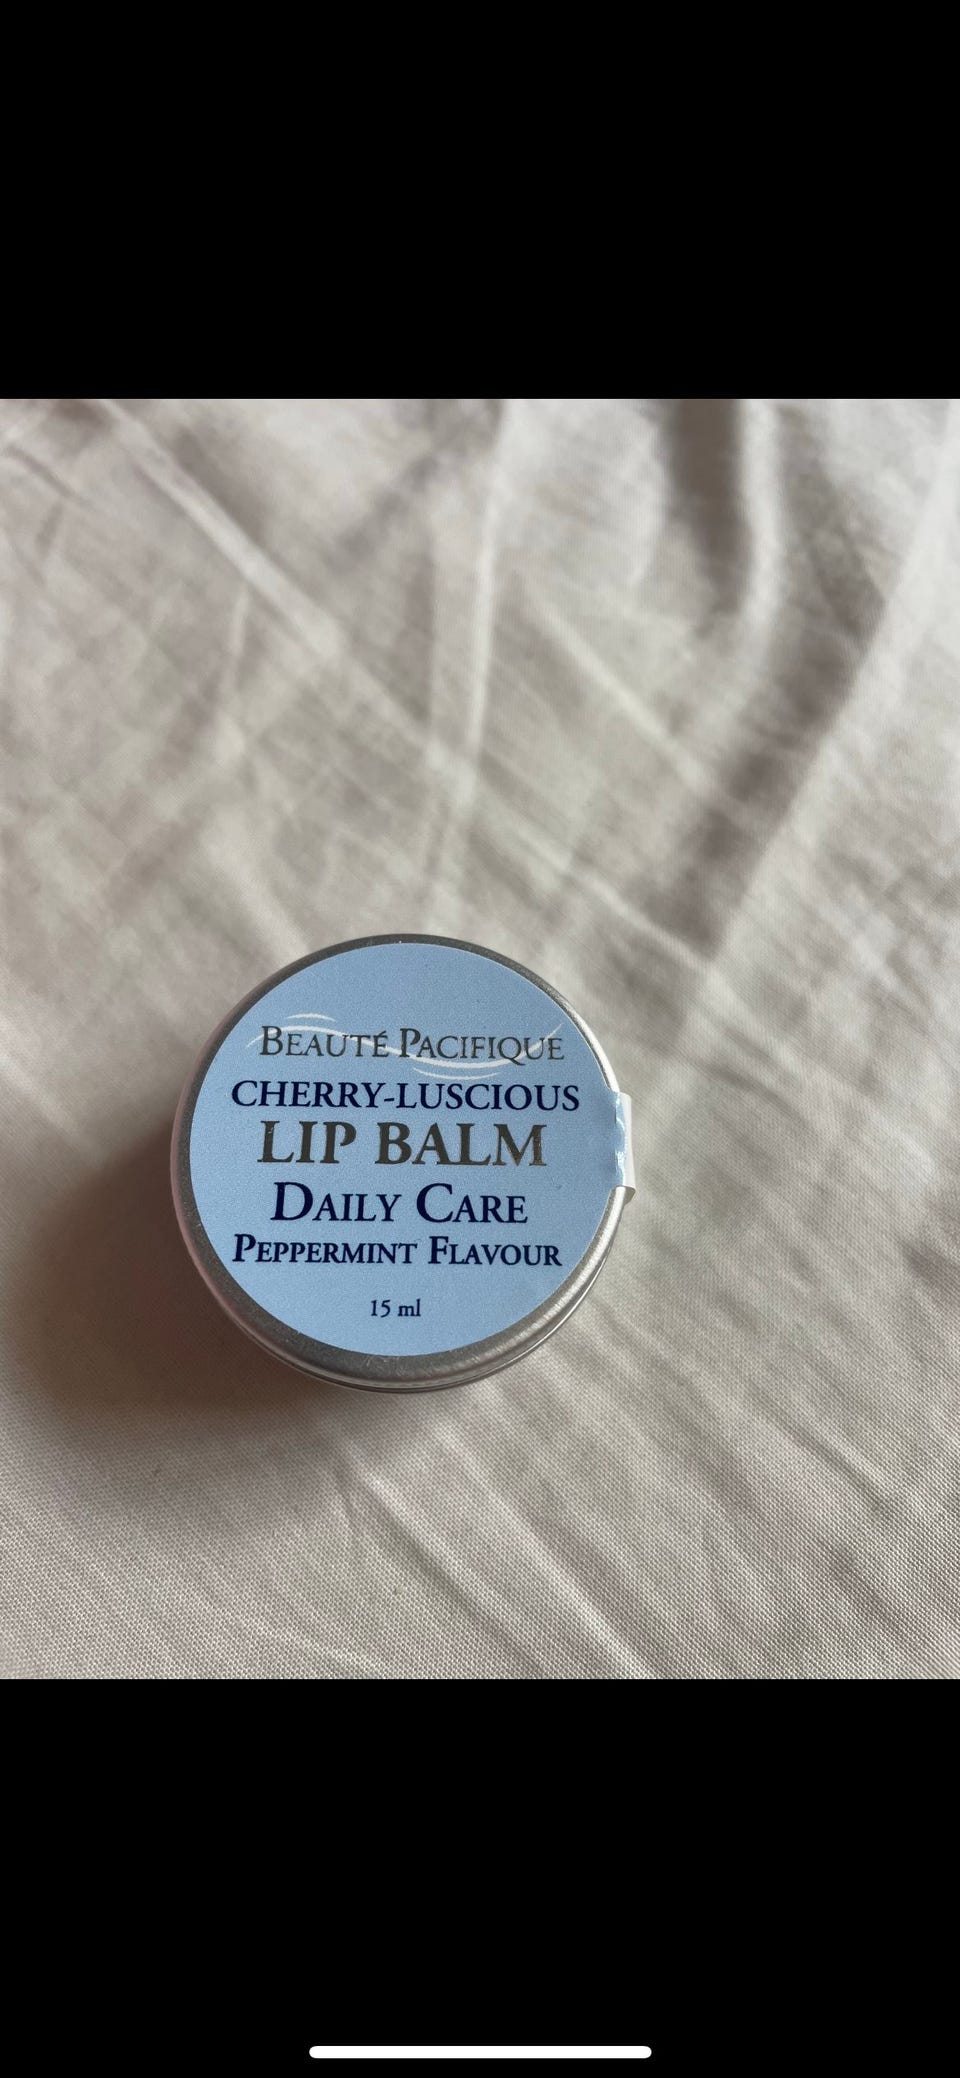 BEAUTÉ PACIFIQUE
CHERRY-LUSCIOUS
LIP BALM
DAILY CARE
PEPPERMINT FLAVOUR
15 ml